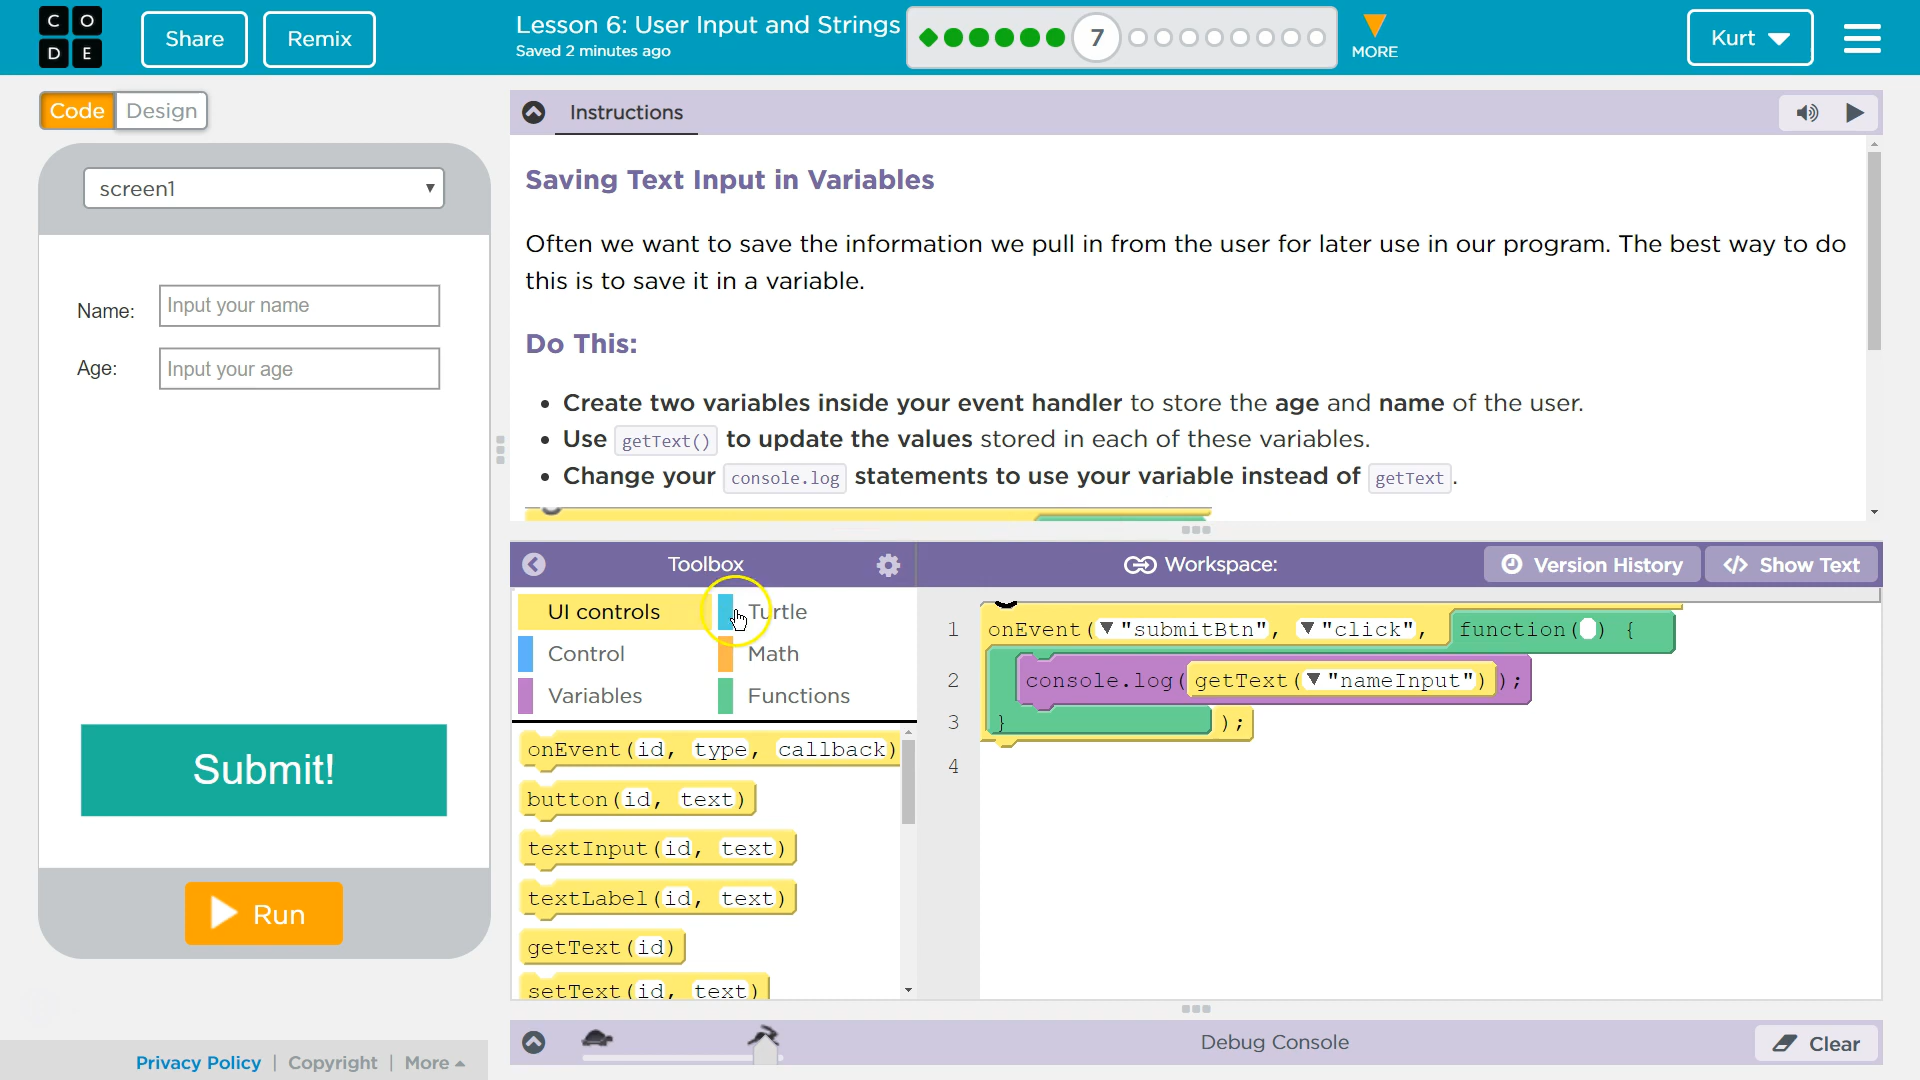 C O
D E
Share
Remix
Lesson 6: User Input and Strings
Saved 2 minutes ago
7
MORE
Kurt
Code
Design
screen1
Name:
Input your name
Age:
Input your age
Submit!
Run
Privacy Policy | Copyright | More
Instructions
Saving Text Input in Variables
Often we want to save the information we pull in from the user for later use in our program. The best way to do
this is to save it in a variable.
Do This:
• Create two variables inside your event handler to store the age and name of the user.
• Use getText() to update the values stored in each of these variables.
• Change your console.log statements to use your variable instead of getText.
Toolbox
UI controls
Turtle
Control
Math
Variables
Functions
onEvent(id, type, callback)
button(id, text)
textInput(id, text)
textLabel(id, text)
getText(id)
setText(id, text)
Workspace:
Version History
</> Show Text
1 onEvent(▼"submitBtn", ▼"click", function( ) {
2 console.log(getText(▼"nameInput"));
3 } );
4
Debug Console
Clear